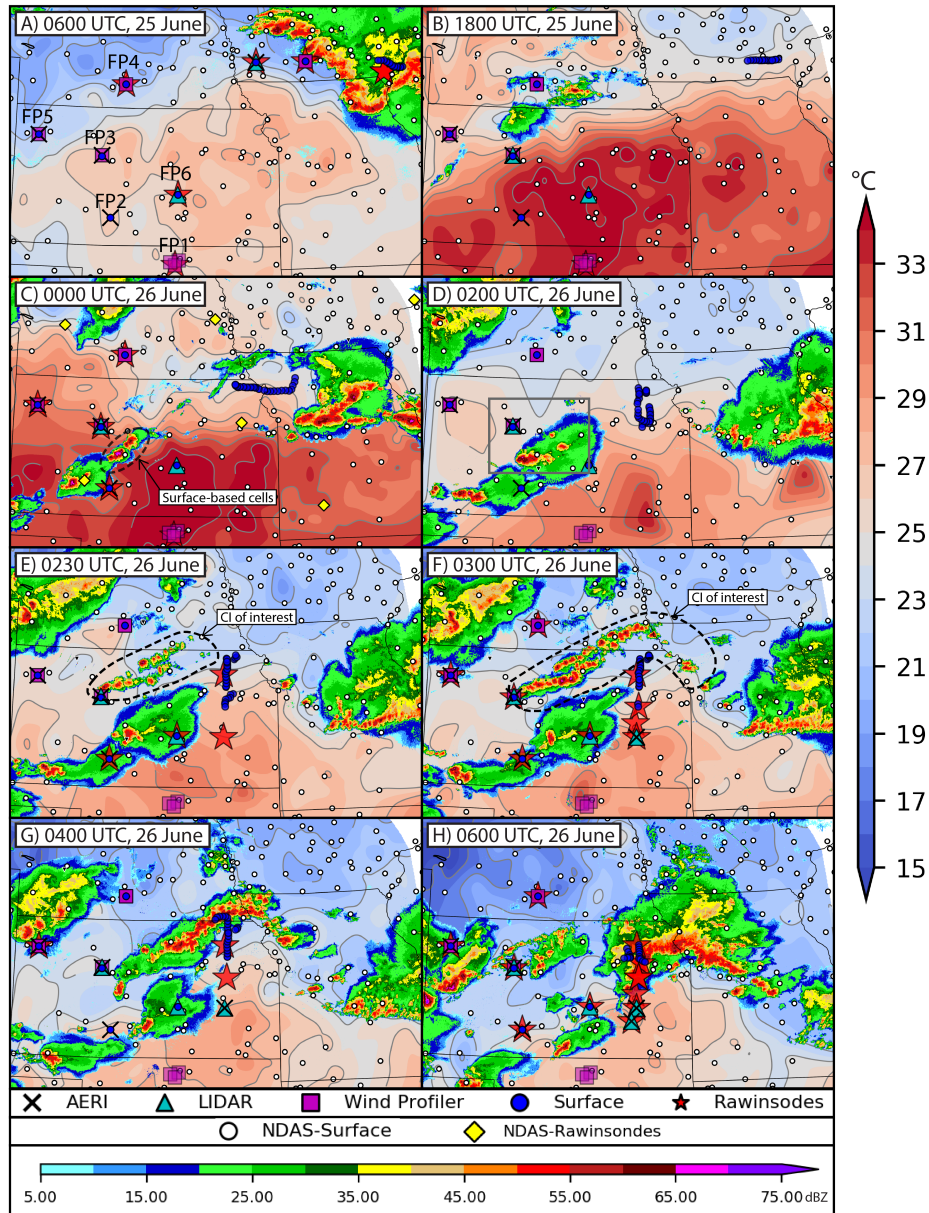 A) 0600 UTC, 25 June
B) 1800 UTC, 25 June
FP4
FP5
FP3
FP6
FP2
FP1
°C
33
31
29
27
25
23
21
19
17
15
C) 0000 UTC, 26 June
D) 0200 UTC, 26 June
Surface-based cells
E) 0230 UTC, 26 June
F) 0300 UTC, 26 June
CI of interest
CI of interest
G) 0400 UTC, 26 June
H) 0600 UTC, 26 June
AERI LIDAR Wind Profiler Surface Rawinsodes
NDAS-Surface NDAS-Rawinsondes
5.00 15.00 25.00 35.00 45.00 55.00 65.00 75.00 dBZ